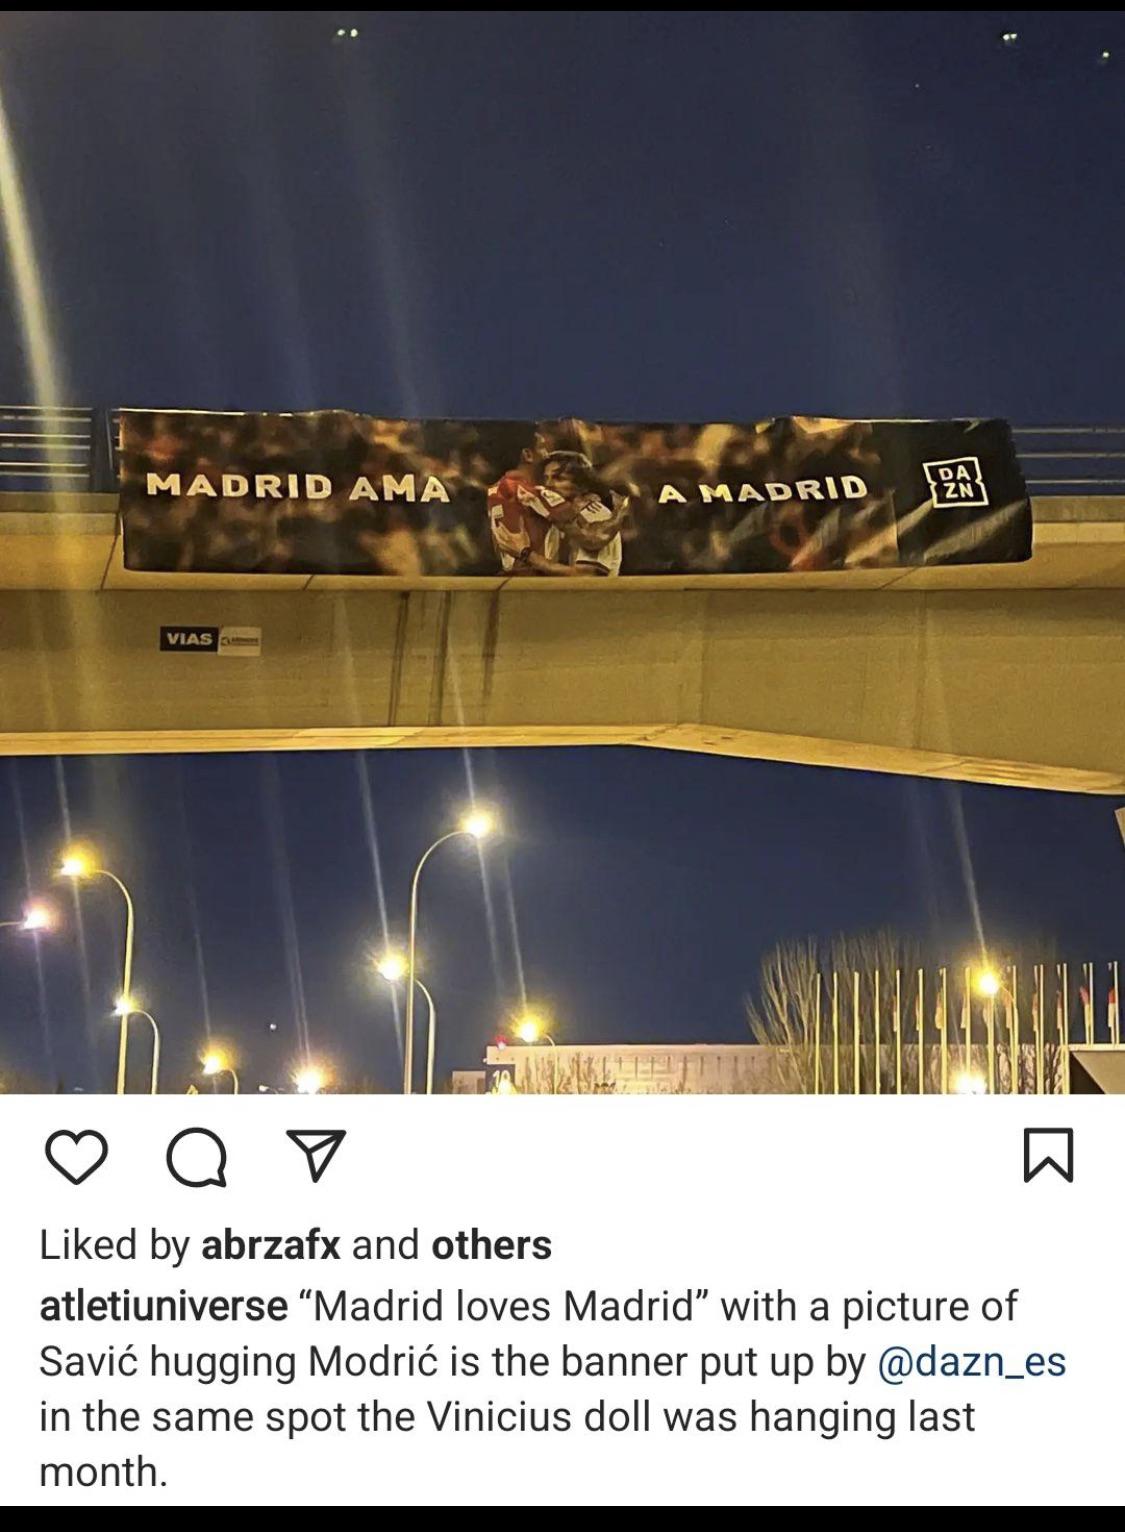 MADRID AMA A MADRID
DA
ZN
VIAS
10
Liked by abrzafx and others
atletiuniverse “Madrid loves Madrid” with a picture of
Savić hugging Modrić is the banner put up by @dazn_es
in the same spot the Vinicius doll was hanging last
month.